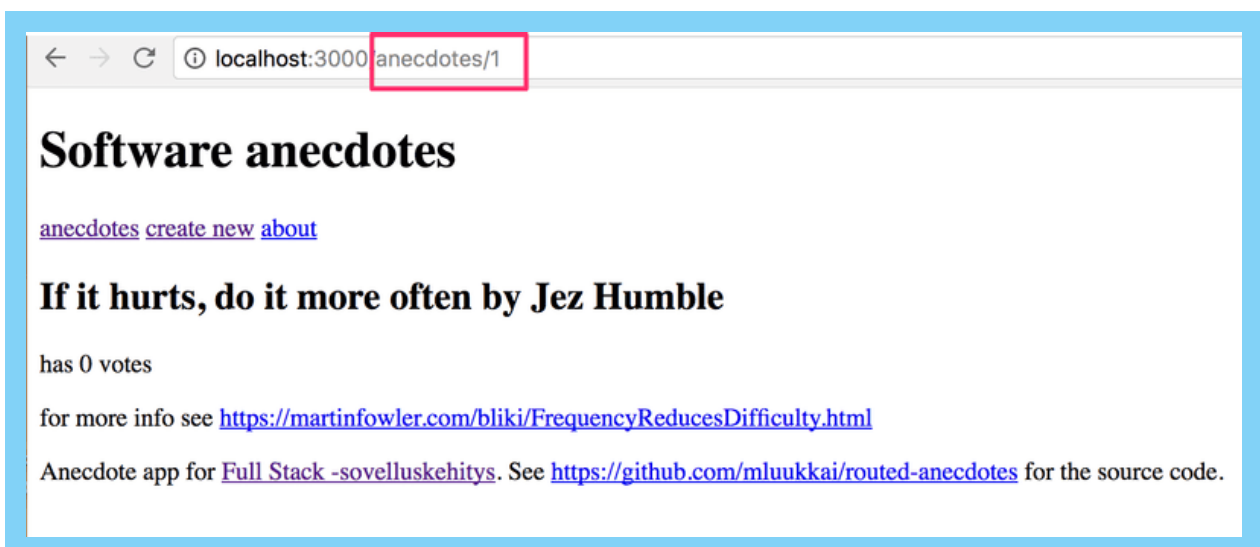 localhost:3000/anecdotes/1
Software anecdotes
anecdotes create new about
If it hurts, do it more often by Jez Humble
has 0 votes
for more info see https://martinfowler.com/bliki/FrequencyReducesDifficulty.html
Anecdote app for Full Stack -sovelluskehitys. See https://github.com/mluukkai/routed-anecdotes for the source code.